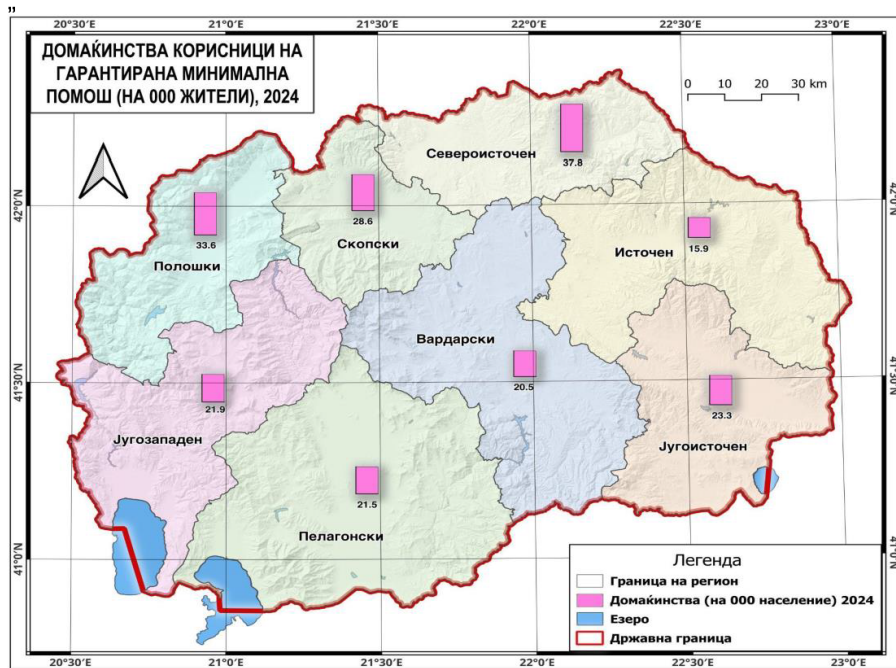 ”
20°30'E
21°0'E
21°30'E
22°0'E
22°30'E
23°0'E
ДОМАЌИНСТВА КОРИСНИЦИ НА
ГАРАНТИРАНА МИНИМАЛНА
ПОМОШ (НА 000 ЖИТЕЛИ), 2024
0 10 20 30 km
Североисточен
37.8
42°0'N
42°0'N
33.6
Полошки
28.6
Скопски
15.9
Источен
Вардарски
20.5
41°30'N
41°30'N
21.9
Југозападен
23.3
Југоисточен
21.5
Пелагонски
41°0'N
41°0'N
Легенда
Граница на регион
Домаќинства (на 000 население) 2024
Езеро
Државна граница
20°30'E
21°0'E
21°30'E
22°0'E
22°30'E
23°0'E